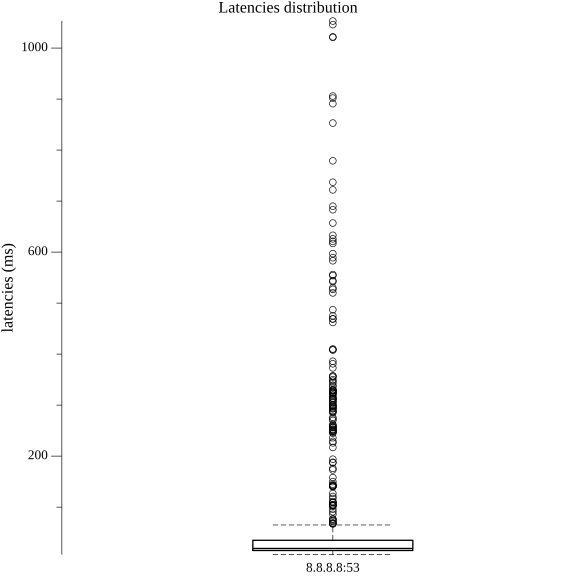 Latencies distribution
1000
600
200
latencies (ms)
8.8.8.8:53